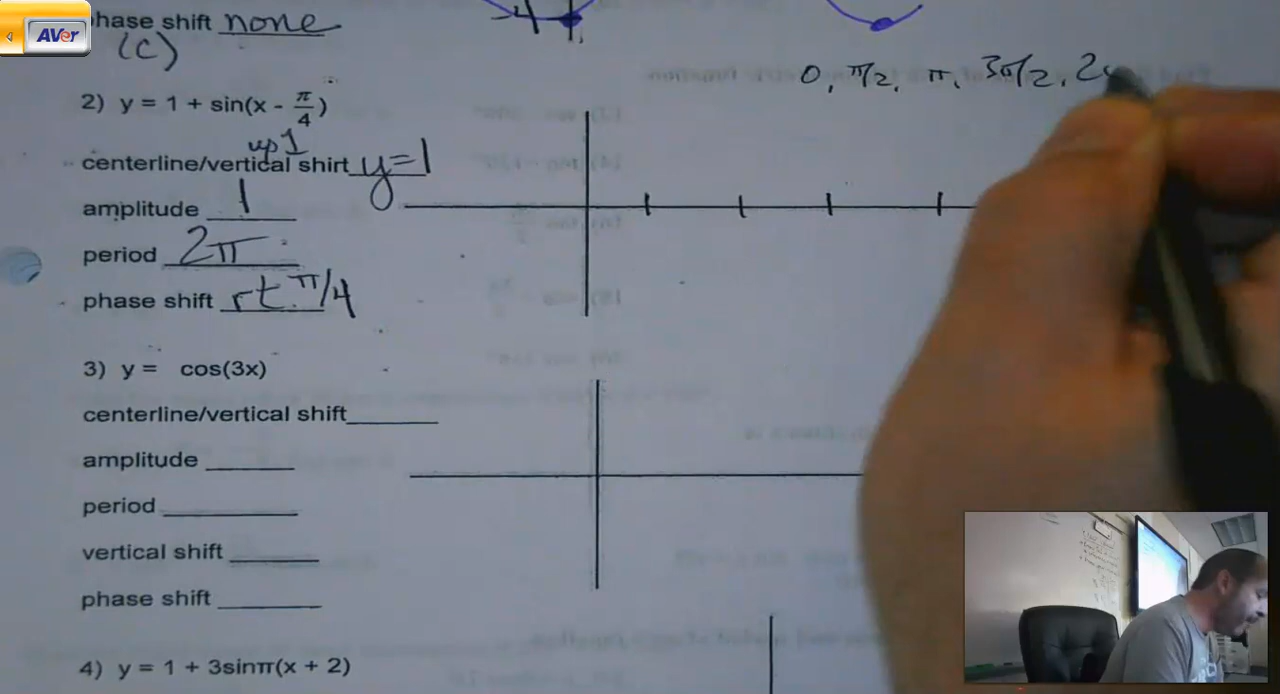 phase shift none
-4
(C)
AVer
0, π/2, π, 3π/2, 2
2) y = 1 + sin(x - π/4)
up 1
centerline/vertical shirt y=1
amplitude 1
period 2π
phase shift rt. π/4
3) y = cos(3x)
centerline/vertical shift
amplitude
period
vertical shift
phase shift
4) y = 1 + 3sinπ(x + 2)